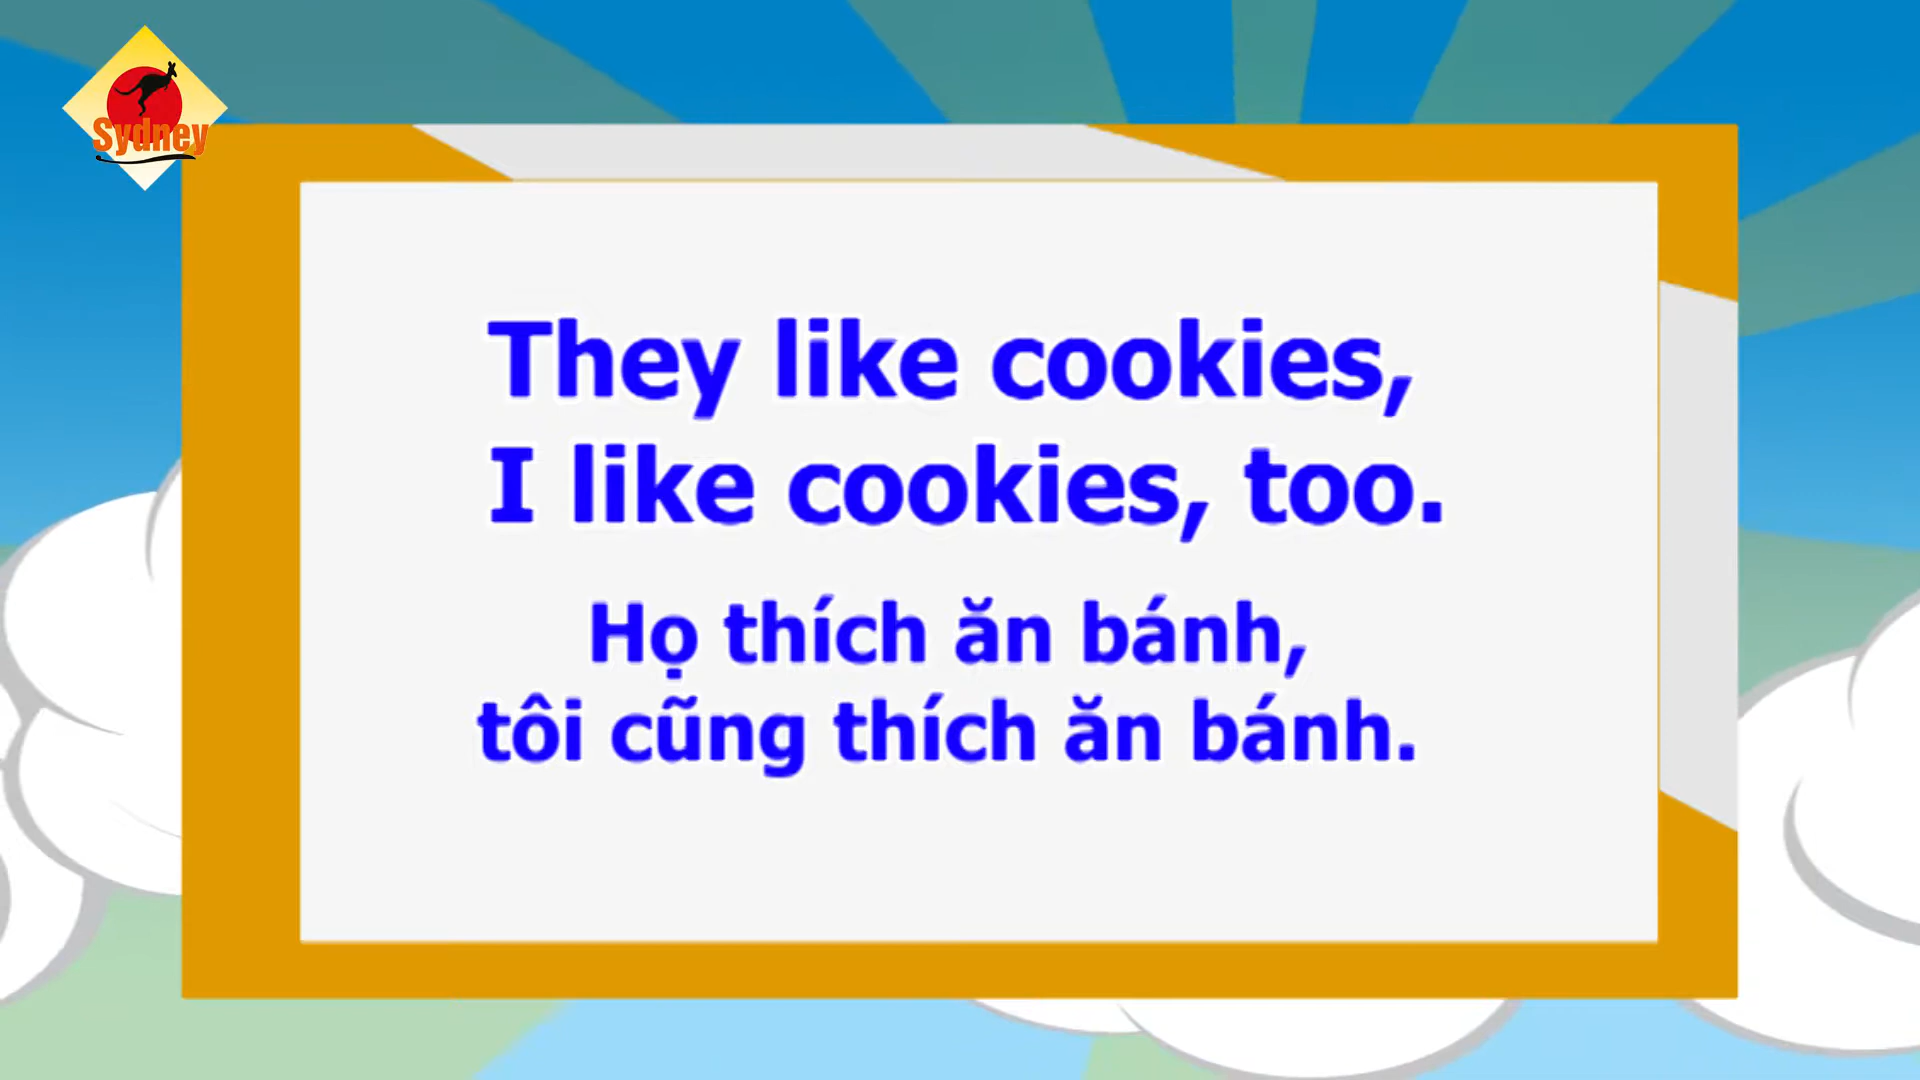 Sydney
They like cookies,
I like cookies, too.
Họ thích ăn bánh,
tôi cũng thích ăn bánh.